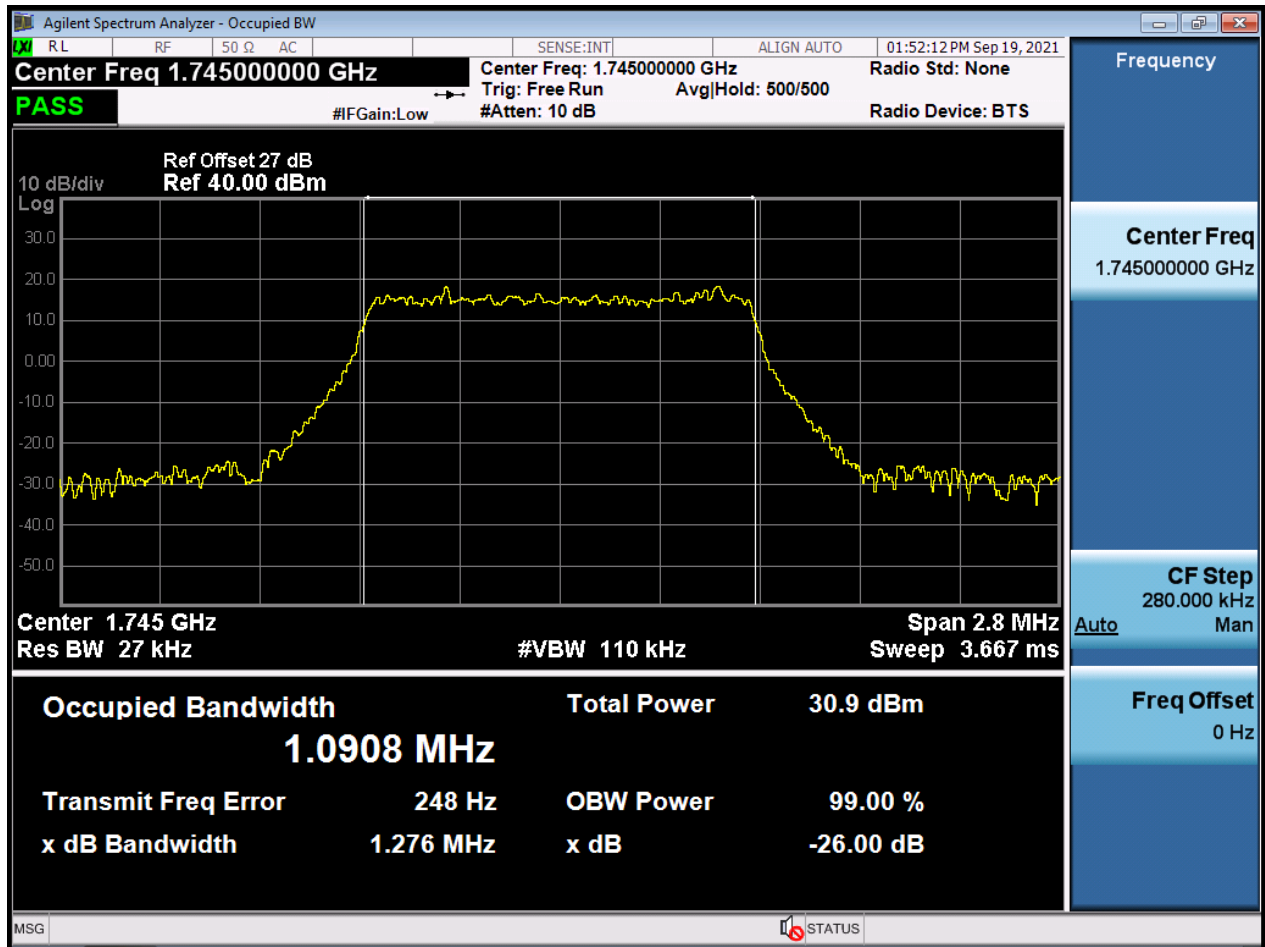 Agilent Spectrum Analyzer - Occupied BW
LXI RL RF 50 Ω AC SENSE:INT ALIGN AUTO 01:52:12 PM Sep 19, 2021
Center Freq 1.745000000 GHz
Center Freq: 1.745000000 GHz Radio Std: None
Trig: Free Run Avg|Hold: 500/500
PASS
#IFGain:Low #Atten: 10 dB Radio Device: BTS
Ref Offset 27 dB
10 dB/div Ref 40.00 dBm
Log
30.0
20.0
10.0
0.00
-10.0
-20.0
-30.0
-40.0
-50.0
Center 1.745 GHz Span 2.8 MHz
Res BW 27 kHz #VBW 110 kHz Sweep 3.667 ms
Occupied Bandwidth Total Power 30.9 dBm
1.0908 MHz
Transmit Freq Error 248 Hz OBW Power 99.00 %
x dB Bandwidth 1.276 MHz x dB -26.00 dB
Frequency
Center Freq
1.745000000 GHz
CF Step
280.000 kHz
Auto Man
Freq Offset
0 Hz
MSG STATUS